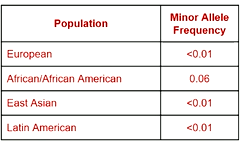 Population Minor Allele
Frequency
European <0.01
African/African American 0.06
East Asian <0.01
Latin American <0.01